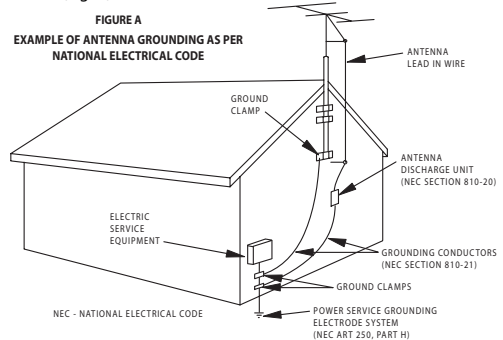 FIGURE A
EXAMPLE OF ANTENNA GROUNDING AS PER
NATIONAL ELECTRICAL CODE
ANTENNA
LEAD IN WIRE
GROUND
CLAMP
ANTENNA
DISCHARGE UNIT
(NEC SECTION 810-20)
ELECTRIC
SERVICE
EQUIPMENT
GROUNDING CONDUCTORS
(NEC SECTION 810-21)
GROUND CLAMPS
NEC - NATIONAL ELECTRICAL CODE
POWER SERVICE GROUNDING
ELECTRODE SYSTEM
(NEC ART 250, PART H)